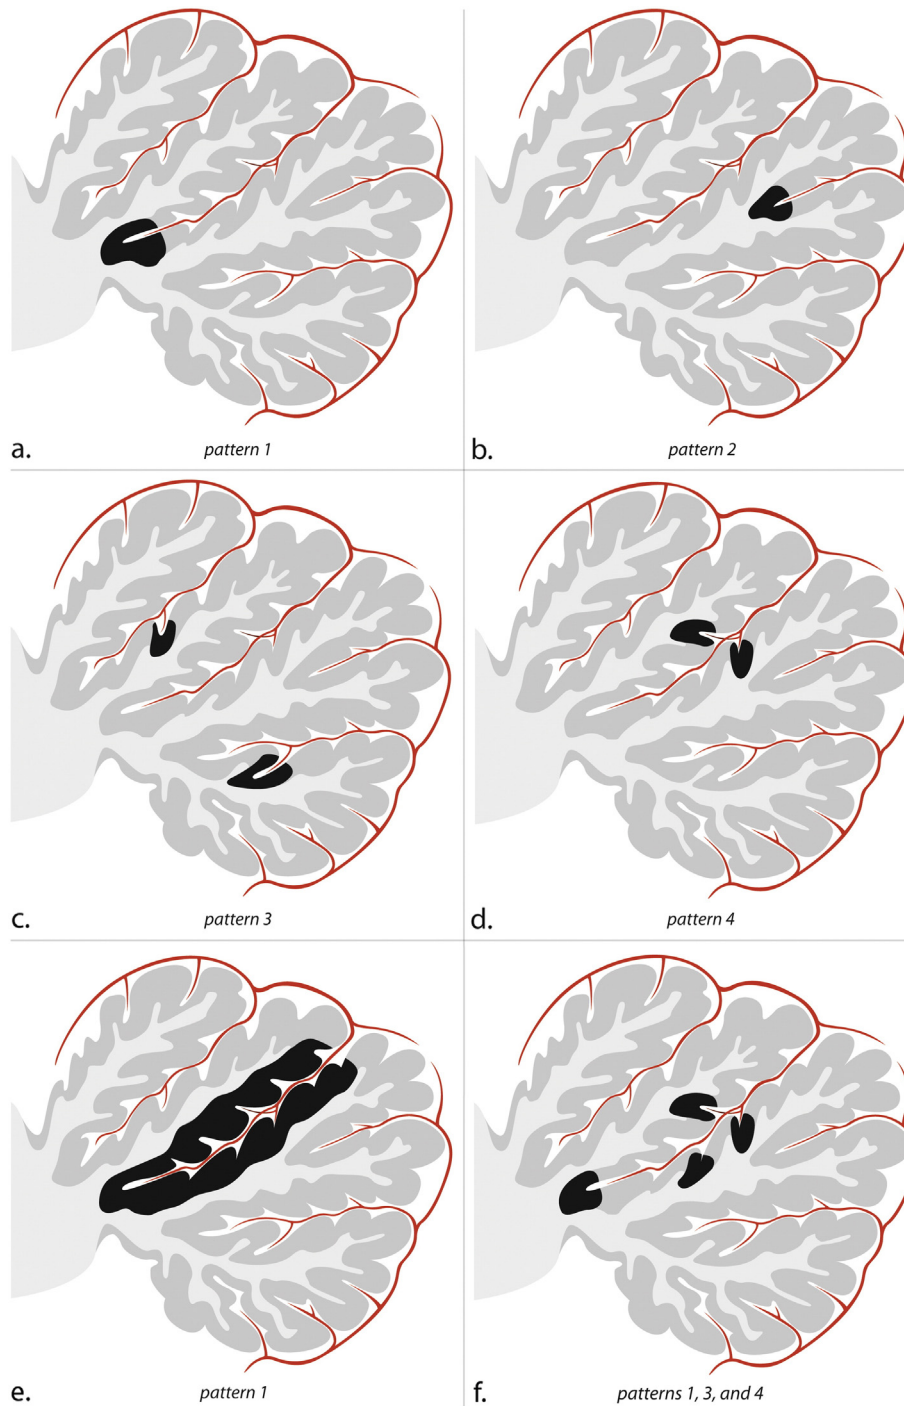 a.
pattern 1
b.
pattern 2
c.
pattern 3
d.
pattern 4
e.
pattern 1
f.
patterns 1, 3, and 4